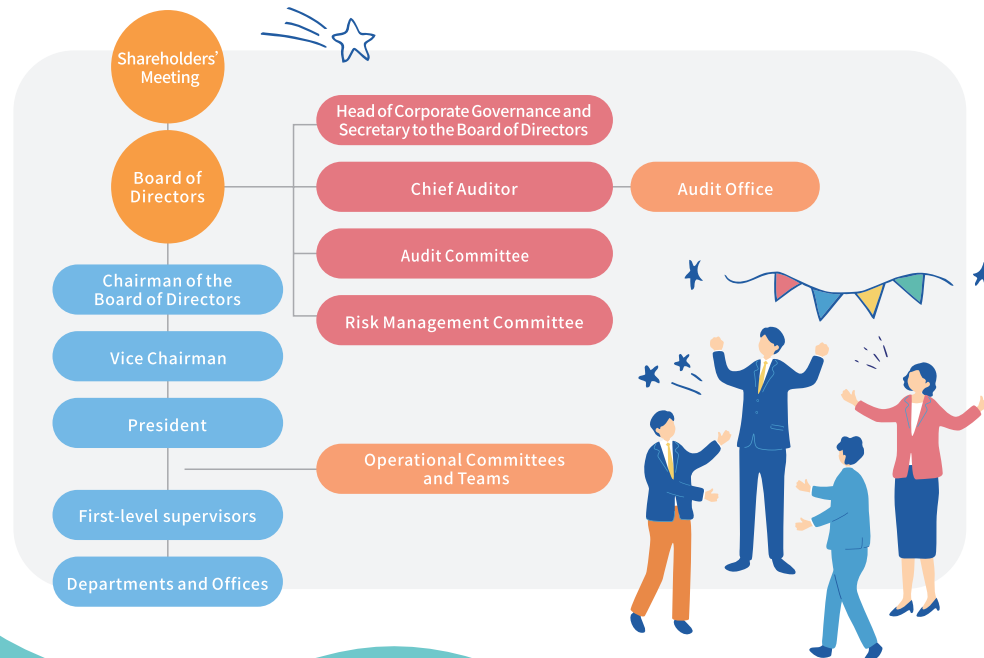 Shareholders’
Meeting
Board of
Directors
Head of Corporate Governance and
Secretary to the Board of Directors
Chief Auditor
Audit Office
Audit Committee
Risk Management Committee
Chairman of the
Board of Directors
Vice Chairman
President
Operational Committees
and Teams
First-level supervisors
Departments and Offices